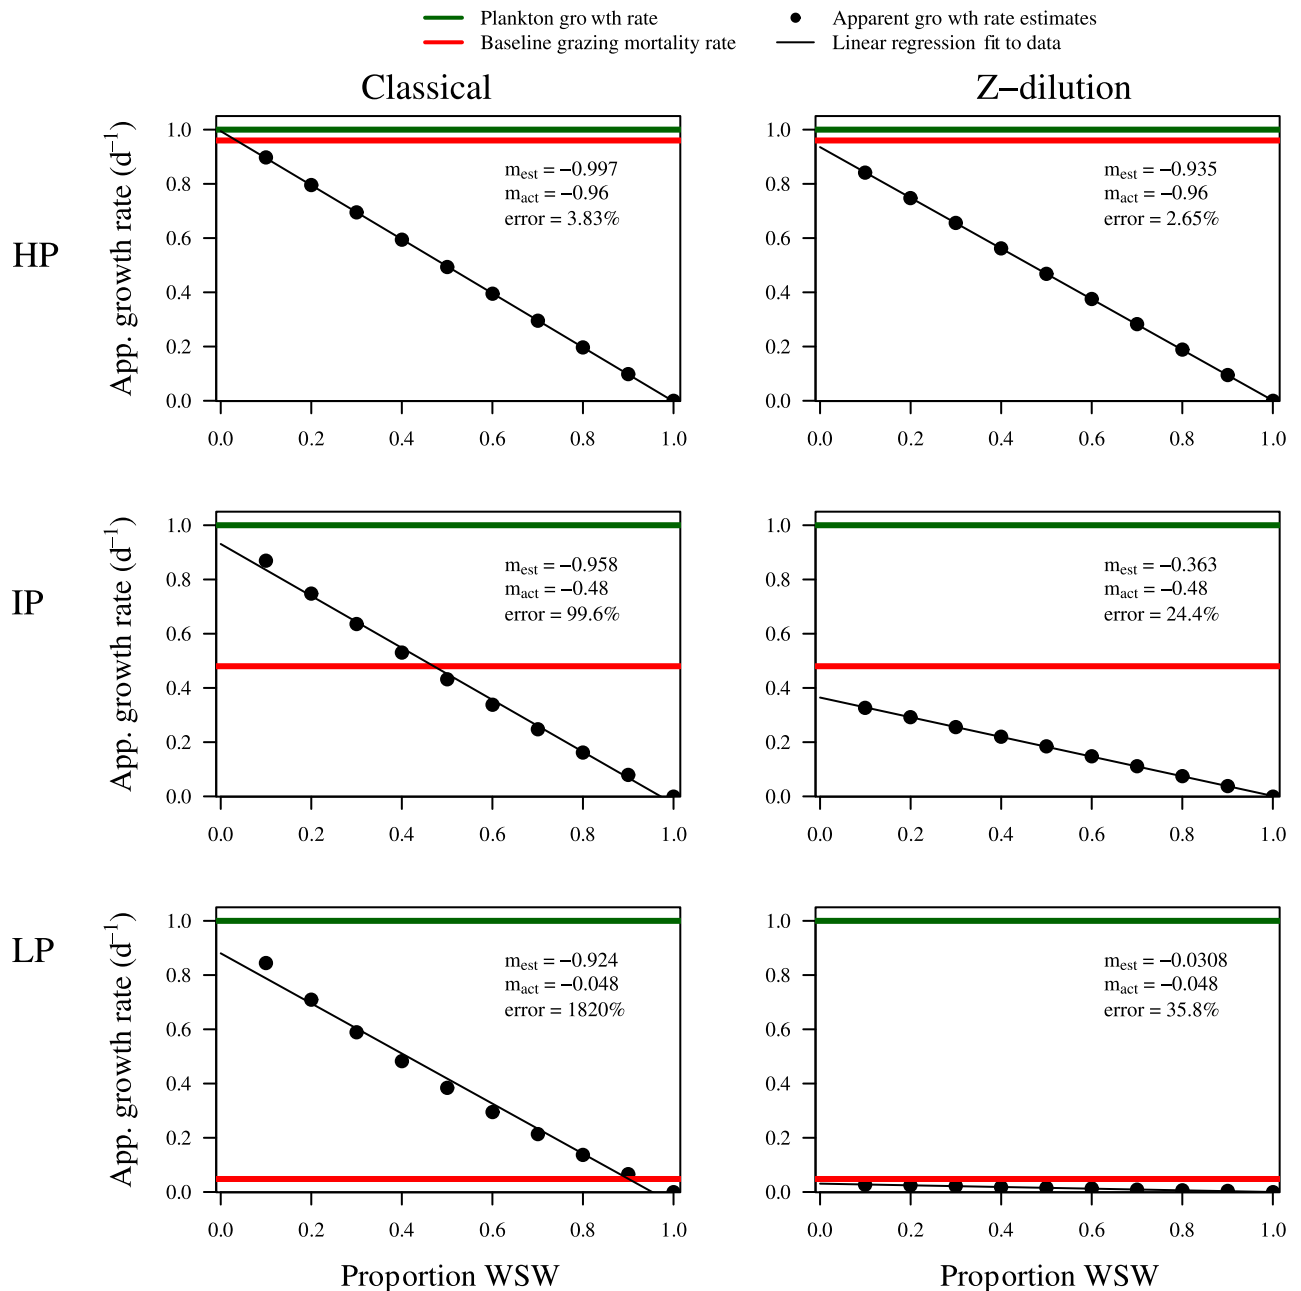 Plankton gro wth rate
Apparent gro wth rate estimates
Baseline grazing mortality rate
Linear regression fit to data
Classical
Z−dilution
HP
App. growth rate (d−1)
1.0
0.8
0.6
0.4
0.2
0.0
mest = −0.997
mact = −0.96
error = 3.83%
0.0 0.2 0.4 0.6 0.8 1.0
1.0
0.8
0.6
0.4
0.2
0.0
mest = −0.935
mact = −0.96
error = 2.65%
0.0 0.2 0.4 0.6 0.8 1.0
IP
App. growth rate (d−1)
1.0
0.8
0.6
0.4
0.2
0.0
mest = −0.958
mact = −0.48
error = 99.6%
0.0 0.2 0.4 0.6 0.8 1.0
1.0
0.8
0.6
0.4
0.2
0.0
mest = −0.363
mact = −0.48
error = 24.4%
0.0 0.2 0.4 0.6 0.8 1.0
LP
App. growth rate (d−1)
1.0
0.8
0.6
0.4
0.2
0.0
mest = −0.924
mact = −0.048
error = 1820%
0.0 0.2 0.4 0.6 0.8 1.0
Proportion WSW
1.0
0.8
0.6
0.4
0.2
0.0
mest = −0.0308
mact = −0.048
error = 35.8%
0.0 0.2 0.4 0.6 0.8 1.0
Proportion WSW